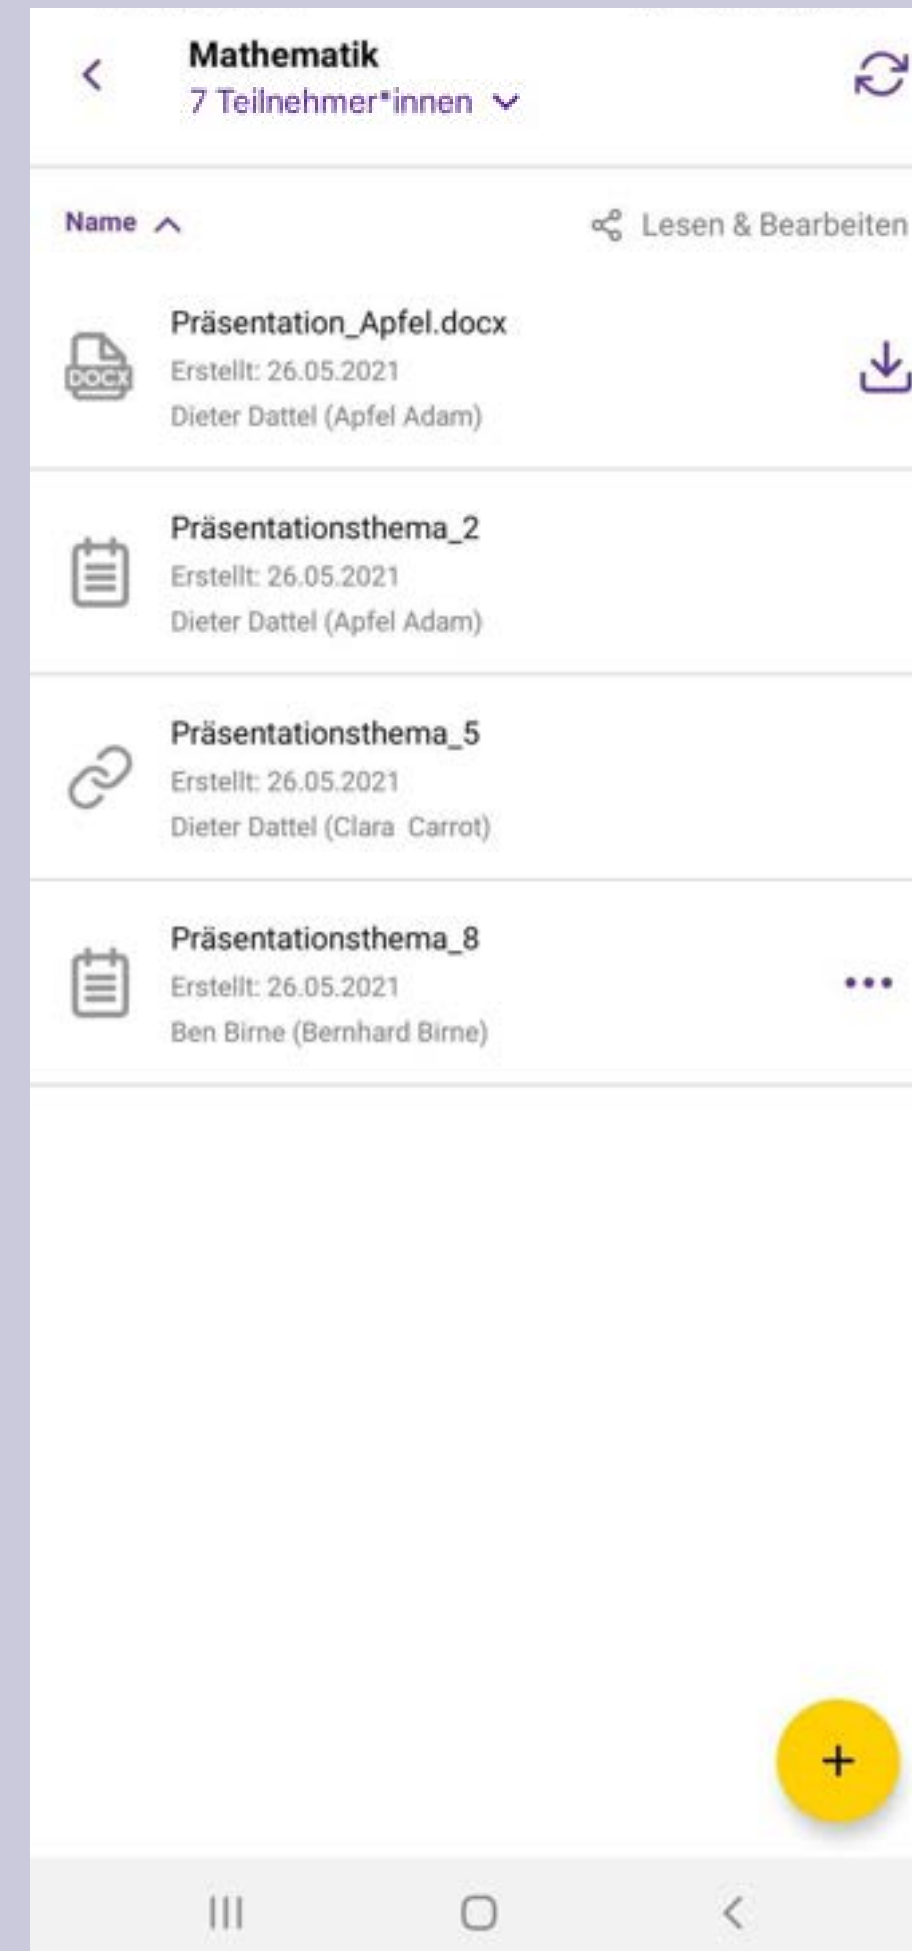 Mathematik
7 Teilnehmer*innen
Name
Lesen & Bearbeiten
Präsentation_Apfel.docx
DOCX
Erstellt: 26.05.2021
Dieter Dattel (Apfel Adam)
Präsentationsthema_2
Erstellt: 26.05.2021
Dieter Dattel (Apfel Adam)
Präsentationsthema_5
Erstellt: 26.05.2021
Dieter Dattel (Clara Carrot)
Präsentationsthema_8
Erstellt: 26.05.2021
Ben Birne (Bernhard Birne)